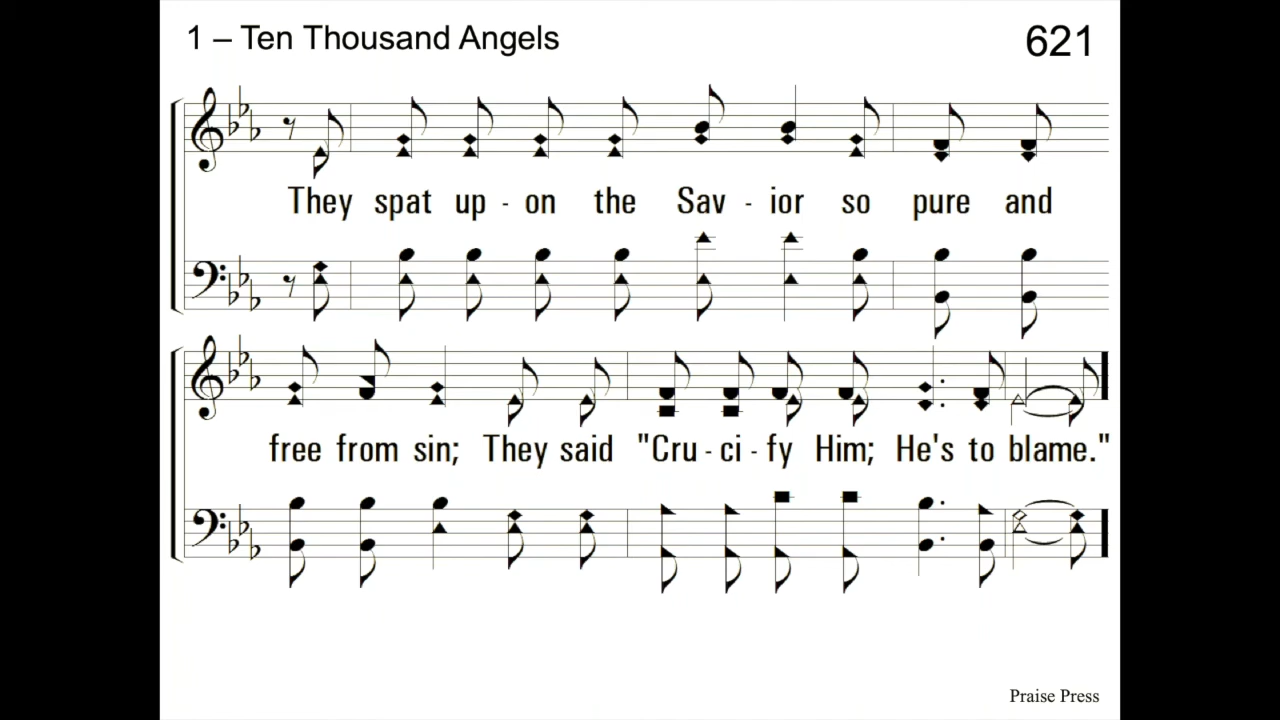 1 – Ten Thousand Angels
621
They spat up - on the Sav - ior so pure and
free from sin; They said "Cru - ci - fy Him; He's to blame."
Praise Press